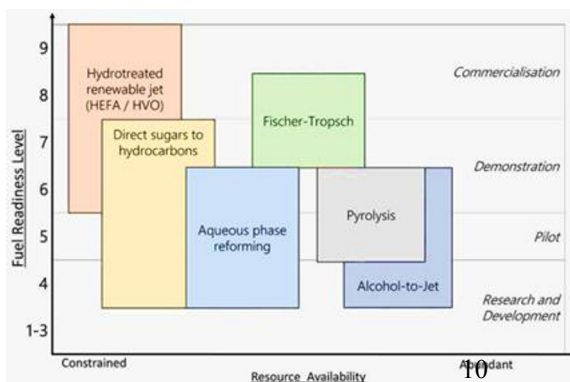 9
8
7
6
5
4
1-3
Fuel Readiness Level
Hydrotreated
renewable jet
(HEFA / HVO)
Direct sugars to
hydrocarbons
Aqueous phase
reforming
Fischer-Tropsch
Pyrolysis
Alcohol-to-Jet
Commercialisation
Demonstration
Pilot
Research and
Development
Constrained
Resource Availability
Abundant
10